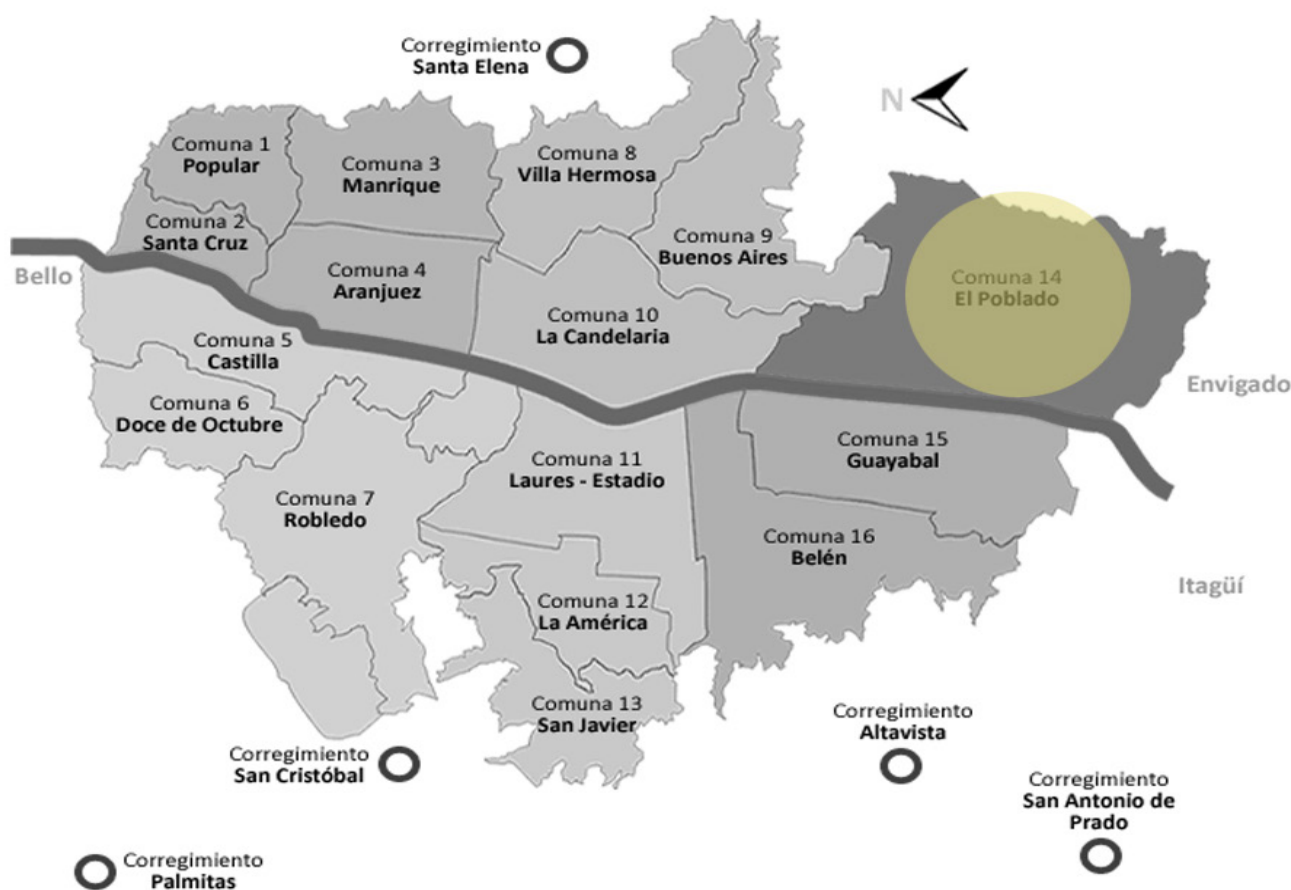 Corregimiento
Santa Elena
N
Comuna 1
Popular
Comuna 3
Manrique
Comuna 8
Villa Hermosa
Comuna 2
Santa Cruz
Comuna 9
Buenos Aires
Bello
Comuna 4
Aranjuez
Comuna 14
El Poblado
Comuna 10
La Candelaria
Comuna 5
Castilla
Envigado
Comuna 6
Doce de Octubre
Comuna 15
Guayabal
Comuna 11
Laures - Estadio
Comuna 7
Robledo
Comuna 16
Belén
Itagüí
Comuna 12
La América
Comuna 13
San Javier
Corregimiento
Altavista
Corregimiento
San Cristóbal
Corregimiento
San Antonio de
Prado
Corregimiento
Palmitas